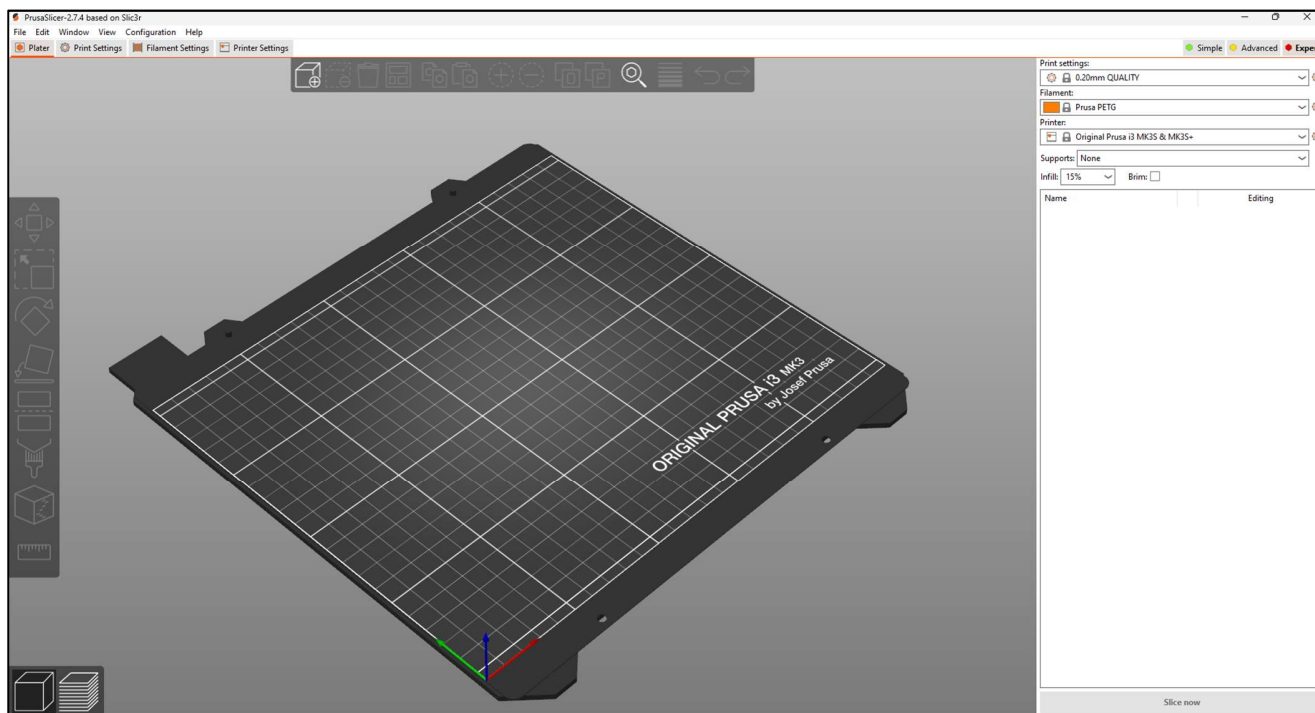 PrusaSlicer-2.7.4 based on Slic3r
File Edit Window View Configuration Help
Plater Print Settings Filament Settings Printer Settings Simple Advanced Expe
Print settings:
0.20mm QUALITY
Filament:
Prusa PETG
Printer:
Original Prusa i3 MK3S & MK3S+
Supports: None
Infill: 15% Brim:
Name Editing
ORIGINAL PRUSA i3 MK3
by Josef Prusa
Slice now